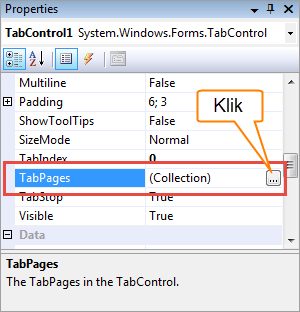 Properties
TabControl1 System.Windows.Forms.TabControl
Multiline False
Padding 6; 3
ShowToolTips False
SizeMode Normal
TabIndex 0
TabPages (Collection) ...
TabStop True
Visible True
Data
Klik
TabPages
The TabPages in the TabControl.